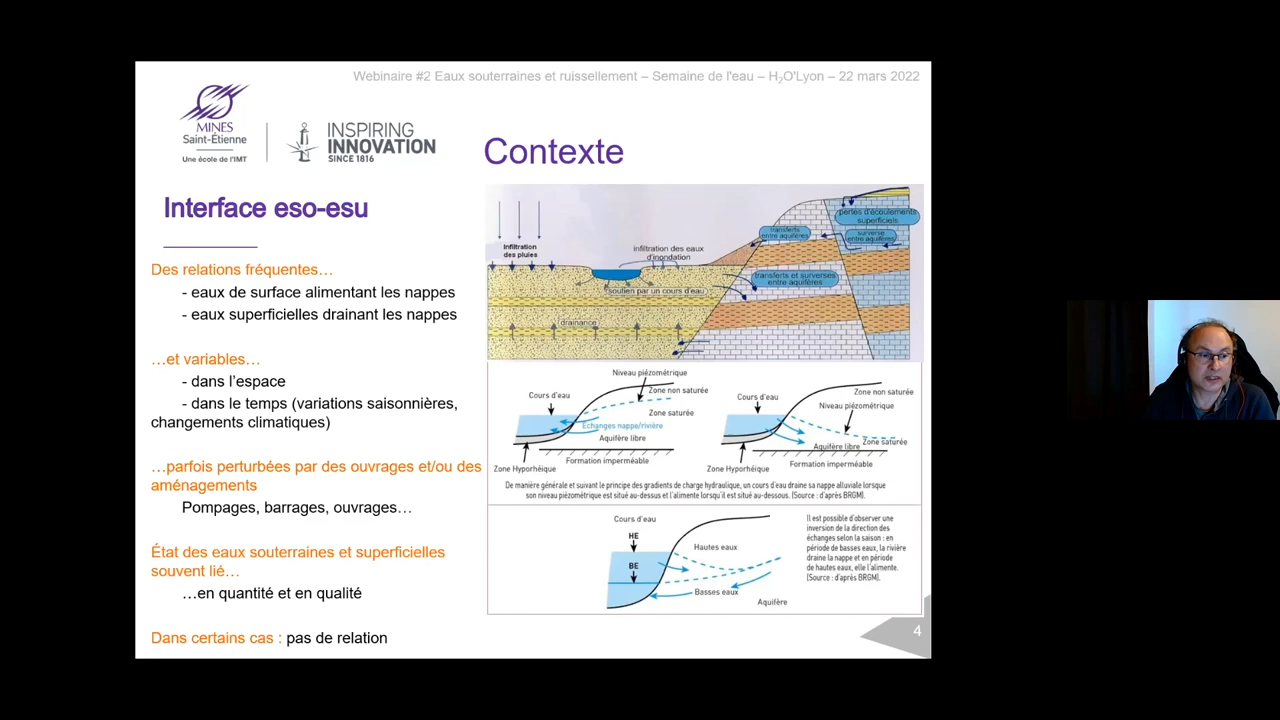 Webinaire #2 Eaux souterraines et ruissellement – Semaine de l'eau – H2O'Lyon – 22 mars 2022
MINES
Saint-Étienne
Une école de l'IMT
INSPIRING
INNOVATION
SINCE 1816
Contexte
Interface eso-esu
Des relations fréquentes…
- eaux de surface alimentant les nappes
- eaux superficielles drainant les nappes
…et variables…
- dans l'espace
- dans le temps (variations saisonnières,
changements climatiques)
…parfois perturbées par des ouvrages et/ou des
aménagements
Pompages, barrages, ouvrages…
État des eaux souterraines et superficielles
souvent lié…
…en quantité et en qualité
Dans certains cas : pas de relation
Infiltration
des pluies
infiltration des eaux
d'inondation
soutien par un cours d'eau
drainance
transferts
entre aquifères
pertes d'écoulements
superficiels
surverse
entre aquifères
transferts et surverses
entre aquifères
Niveau piézométrique
Cours d'eau
Zone non saturée
Zone saturée
Echanges nappe/rivière
Aquifère libre
Formation imperméable
Zone Hyporhéique
Cours d'eau
Zone non saturée
Niveau piézométrique
Aquifère libre
Zone saturée
Formation imperméable
Zone Hyporhéique
De manière générale et suivant le principe des gradients de charge hydraulique, un cours d'eau draine sa nappe alluviale lorsque
son niveau piézométrique est situé au-dessus et l'alimente lorsqu'il est situé au-dessous. (Source : d'après BRGM).
Cours d'eau
HE
BE
Hautes eaux
Basses eaux
Aquifère
Il est possible d'observer une
inversion de la direction des
échanges selon la saison : en
période de basses eaux, la rivière
draine la nappe et en période
de hautes eaux, elle l'alimente.
(Source : d'après BRGM).
4